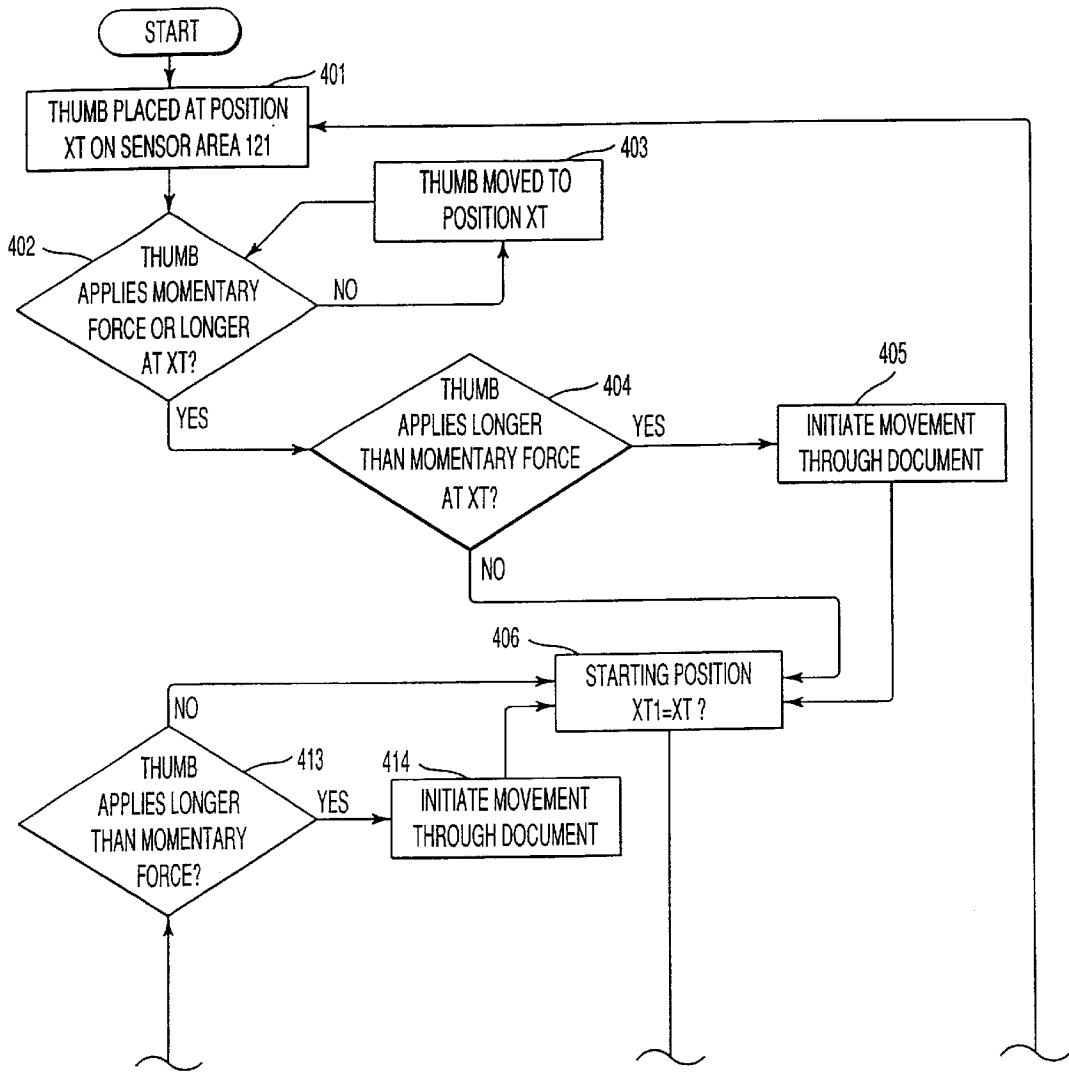 START
401
THUMB PLACED AT POSITION
XT ON SENSOR AREA 121
403
THUMB MOVED TO
POSITION XT
402
THUMB
APPLIES MOMENTARY
FORCE OR LONGER
AT XT?
NO
YES
404
THUMB
APPLIES LONGER
THAN MOMENTARY FORCE
AT XT?
YES
NO
405
INITIATE MOVEMENT
THROUGH DOCUMENT
406
STARTING POSITION
XT1=XT ?
NO
413
THUMB
APPLIES LONGER
THAN MOMENTARY
FORCE?
YES
414
INITIATE MOVEMENT
THROUGH DOCUMENT